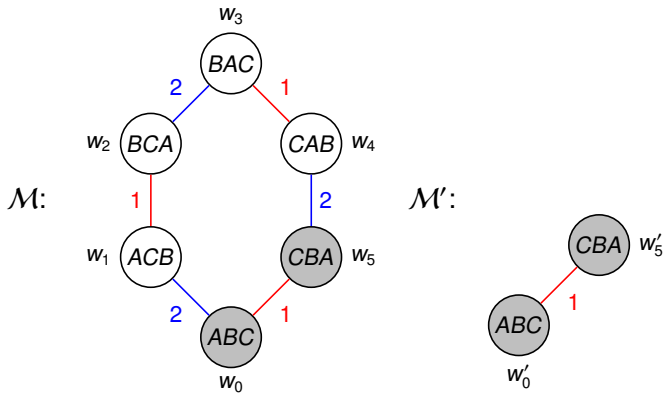 w₃
BAC
2 1
w₂ BCA CAB w₄
M: 1 2 M′:
w₁ ACB CBA w₅ CBA w′₅
2 1 1
ABC ABC
w₀ w′₀